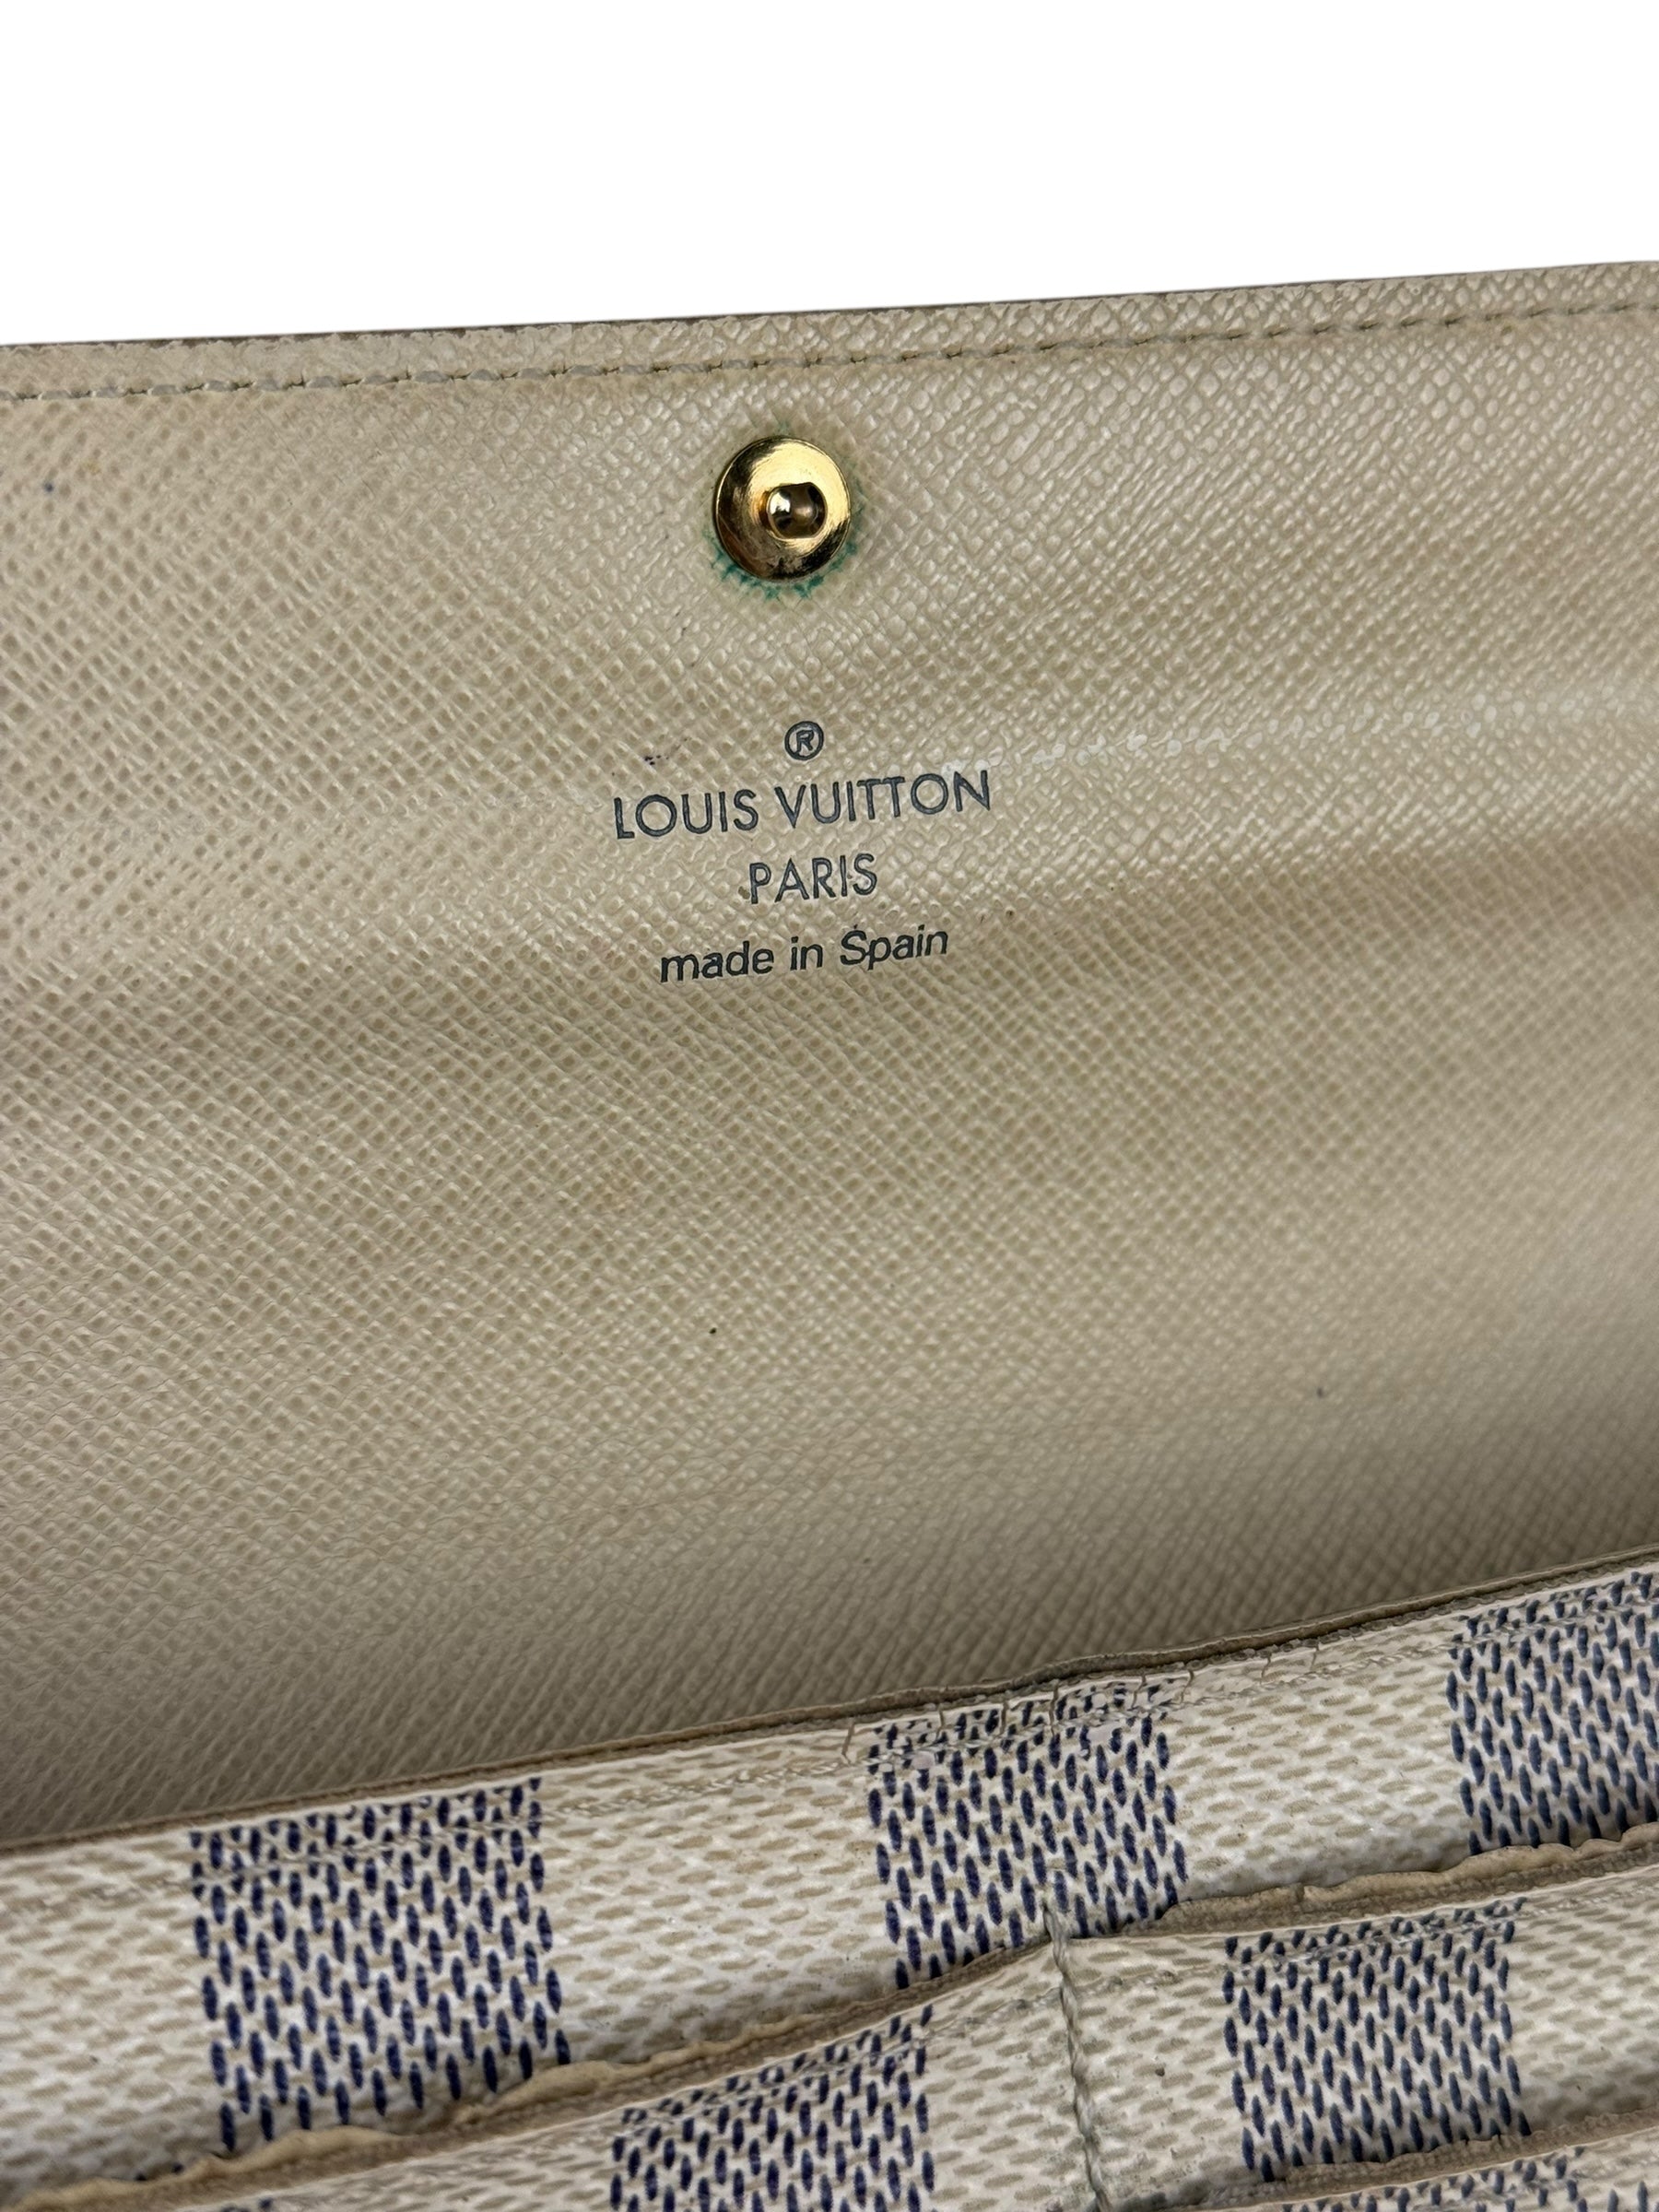 ®
LOUIS VUITTON
PARIS
made in Spain